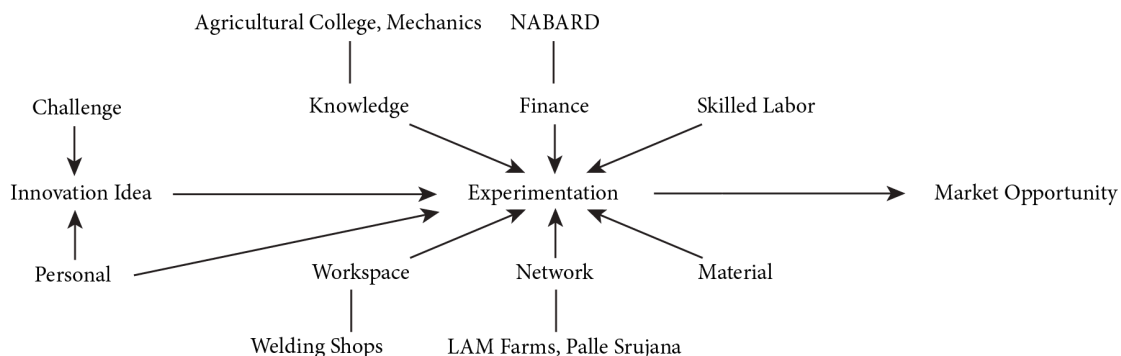 Agricultural College, Mechanics
NABARD
Challenge
Knowledge
Finance
Skilled Labor
Innovation Idea
Experimentation
Market Opportunity
Personal
Workspace
Network
Material
Welding Shops
LAM Farms, Palle Srujana